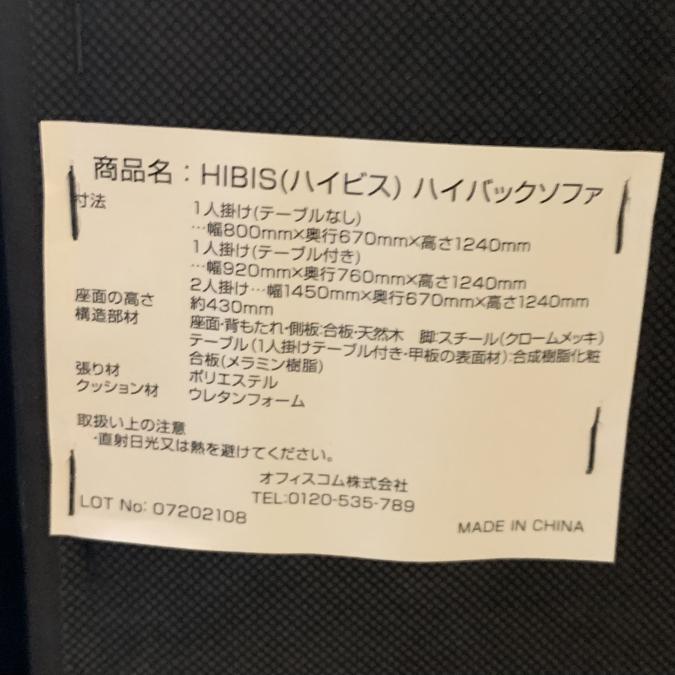 商品名：HIBIS(ハイビス) ハイバックソファ
寸法 1人掛け(テーブルなし)
…幅800mm×奥行670mm×高さ1240mm
1人掛け(テーブル付き)
…幅920mm×奥行760mm×高さ1240mm
2人掛け…幅1450mm×奥行670mm×高さ1240mm
座面の高さ 約430mm
構造部材 座面・背もたれ・側板:合板・天然木 脚:スチール(クロームメッキ)
テーブル(1人掛けテーブル付き・甲板の表面材):合成樹脂化粧
合板(メラミン樹脂)
張り材 ポリエステル
クッション材 ウレタンフォーム
取扱い上の注意
・直射日光又は熱を避けてください。
オフィスコム株式会社
TEL:0120-535-789
LOT No: 07202108
MADE IN CHINA